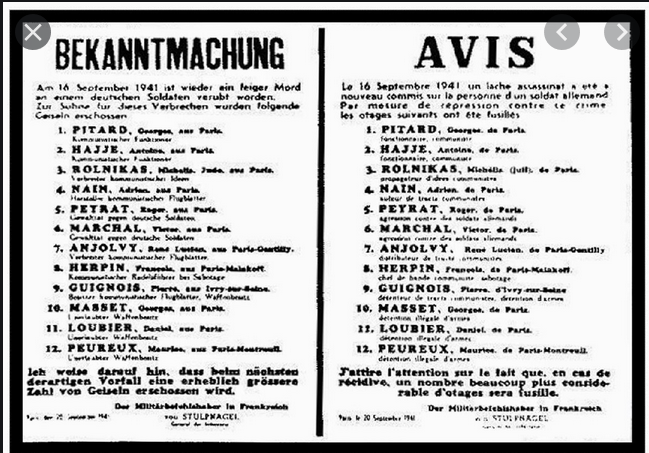 BEKANNTMACHUNG
Am 16 September 1941 ist wieder ein feiger Mord
an einem deutschen Soldaten verübt worden.
Zur Sühne für dieses Verbrechen wurden folgende
Geiseln erschossen
1. PITARD, Georges, aus Paris.
Kommunistischer Funktionär
2. HAJJE, Antoine, aus Paris.
Kommunistischer Funktionär
3. ROLNIKAS, Michelis, Jude, aus Paris.
Verbreiter kommunistischer Ideen
4. NAIN, Adrien, aus Paris.
Hersteller kommunistischer Flugblätter
5. PEYRAT, Roger, aus Paris.
Gewalttat gegen deutsche Soldaten
6. MARCHAL, Victor, aus Paris.
Gewalttat gegen deutsche Soldaten
7. ANJOLVY, René Lucien, aus Paris-Gentilly.
Verbreiter kommunistischer Flugblätter.
8. HERPIN, François, aus Paris-Malakoff.
Kommunistischer Rädelsführer bei Sabotage
9. GUIGNOIS, Pierre, aus Ivry-sur-Seine.
Besitzer kommunistischer Flugblätter, Waffenbesitz
10. MASSET, Georges, aus Paris.
Unerlaubter Waffenbesitz
11. LOUBIER, Daniel, aus Paris.
Unerlaubter Waffenbesitz
12. PEUREUX, Maurice, aus Paris-Montreuil.
Unerlaubter Waffenbesitz
Ich weise darauf hin, dass beim nächsten
derartigen Vorfall eine erheblich grössere
Zahl von Geiseln erschossen wird.
Der Militärbefehlshaber in Frankreich
Paris, den 20. September 1941
von STÜLPNAGEL
General der Infanterie
AVIS
Le 16 Septembre 1941 un lâche assassinat a été à
nouveau commis sur la personne d'un soldat allemand
Par mesure de répression contre ce crime
les otages suivants ont été fusillés
1. PITARD, Georges, de Paris.
fonctionnaire, communiste
2. HAJJE, Antoine, de Paris.
fonctionnaire, communiste
3. ROLNIKAS, Michélis (juif), de Paris.
propagateur d'idées communistes
4. NAIN, Adrien, de Paris.
auteur de tracts communistes
5. PEYRAT, Roger, de Paris.
agression contre des soldats allemands
6. MARCHAL, Victor, de Paris.
agression contre des soldats allemands
7. ANJOLVY, René Lucien, de Paris-Gentilly
distributeur de tracts communistes
8. HERPIN, François, de Paris-Malakoff.
chef de bande communiste sabotage
9. GUIGNOIS, Pierre, d'Ivry-sur-Seine
détenteur de tracts communistes, détention d'armes
10. MASSET, Georges, de Paris.
détention illégale d'armes
11. LOUBIER, Daniel, de Paris.
détention illégale d'armes
12. PEUREUX, Maurice, de Paris-Montreuil.
détention illégale d'armes
J'attire l'attention sur le fait que, en cas de
récidive, un nombre beaucoup plus considé-
rable d'otages sera fusillé.
Der Militärbefehlshaber in Frankreich
Paris, le 20 Septembre 1941
von STÜLPNAGEL